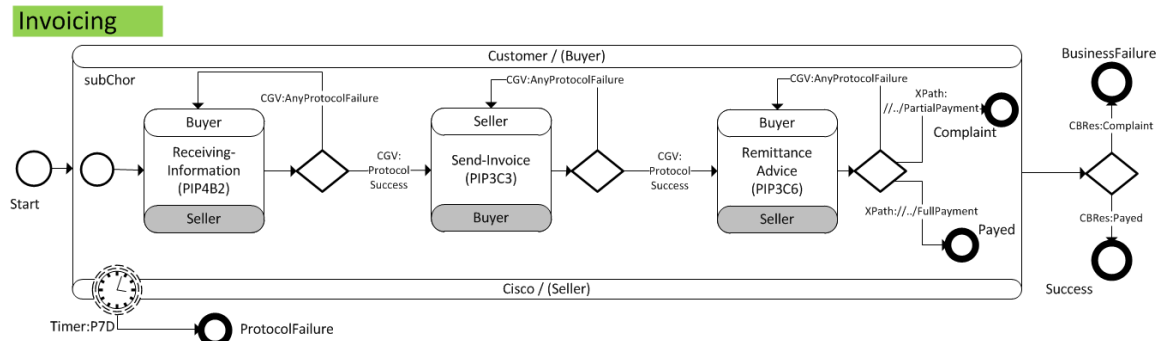 Invoicing
Customer / (Buyer)
BusinessFailure
subChor
CGV:AnyProtocolFailure
CGV:AnyProtocolFailure
CGV:AnyProtocolFailure
XPath:
//../PartialPayment
Complaint
Buyer
Receiving-
Information
(PIP4B2)
Seller
CGV:
Protocol
Success
Seller
Send-Invoice
(PIP3C3)
Buyer
CGV:
Protocol
Success
Buyer
Remittance
Advice
(PIP3C6)
Seller
XPath://../FullPayment
Payed
CBRes:Complaint
CBRes:Payed
Start
Success
Cisco / (Seller)
Timer:P7D
ProtocolFailure